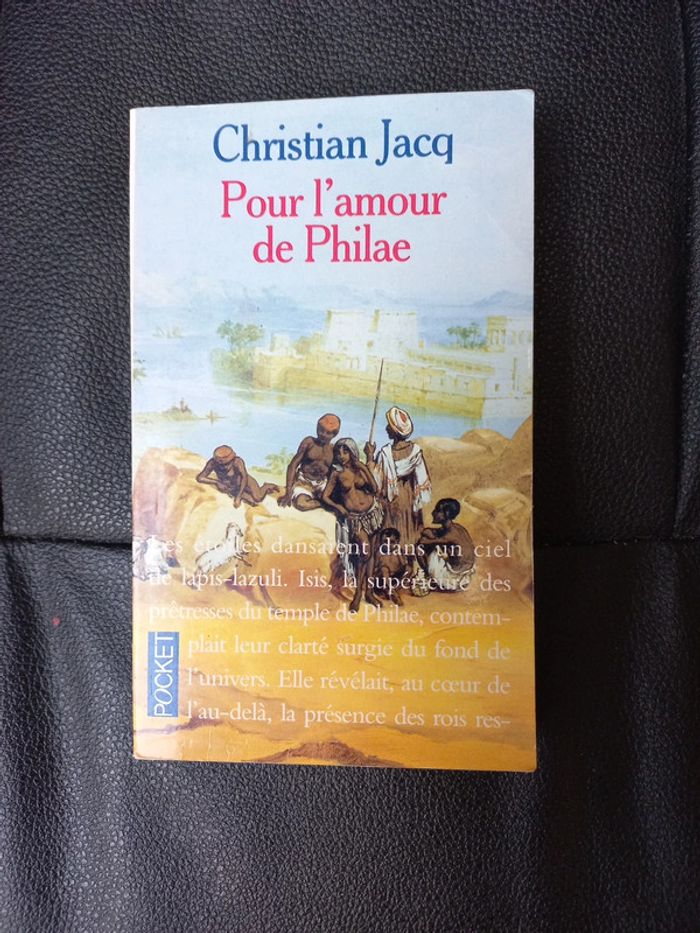 Christian Jacq
Pour l'amour
de Philae
Les étoiles dansaient dans un ciel
de lapis-lazuli. Isis, la supérieure des
prêtresses du temple de Philae, contem-
plait leur clarté surgie du fond de
l'univers. Elle révélait, au cœur de
l'au-delà, la présence des rois res-
POCKET